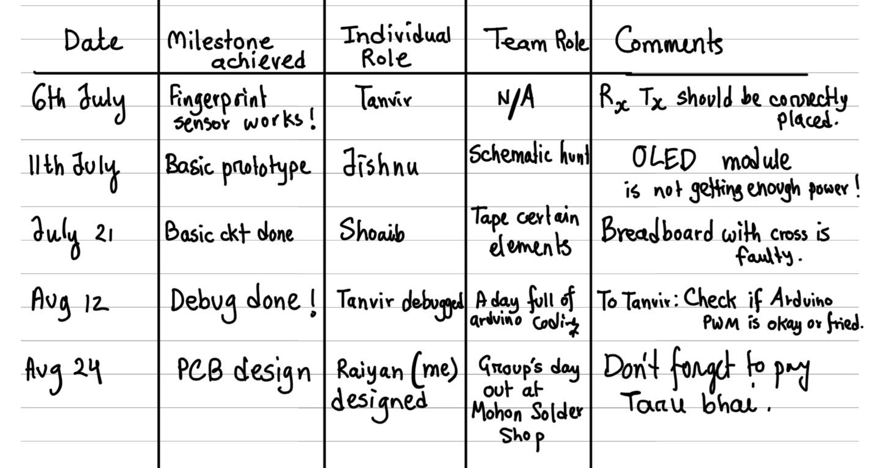 Date Milestone achieved Individual Role Team Role Comments
6th July Fingerprint sensor works! Tanvir N/A Rx Tx should be correctly placed.
11th July Basic prototype Jishnu Schematic hunt OLED module is not getting enough power!
July 21 Basic ckt done Shoaib Tape certain elements Breadboard with cross is faulty.
Aug 12 Debug done! Tanvir debugged A day full of arduino coding To Tanvir: Check if Arduino PWM is okay or fried.
Aug 24 PCB design Raiyan (me) designed Group's day out at Mohon Solder Shop Don't forget to pay Taru bhai.